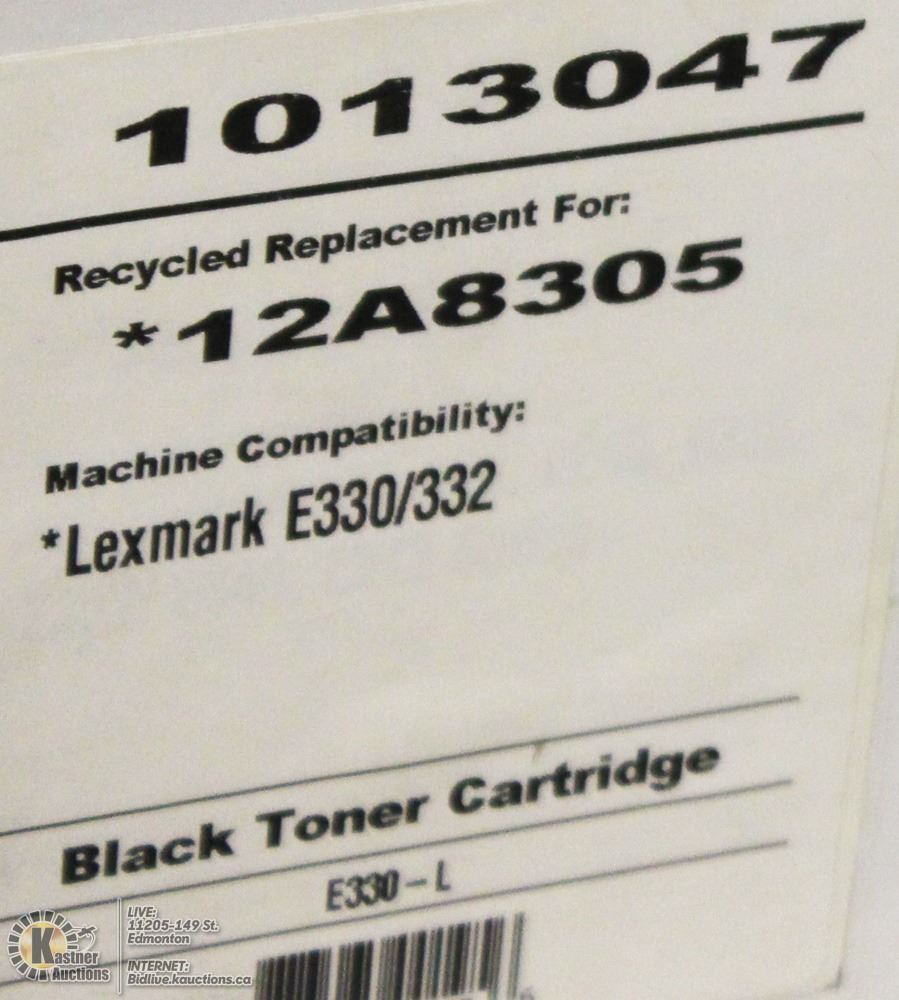 1013047
Recycled Replacement For:
*12A8305
Machine Compatibility:
*Lexmark E330/332
Black Toner Cartridge
E330-L
Kastner
Auctions
LIVE:
11205-149 St.
Edmonton
INTERNET:
Bidlive.kauctions.ca